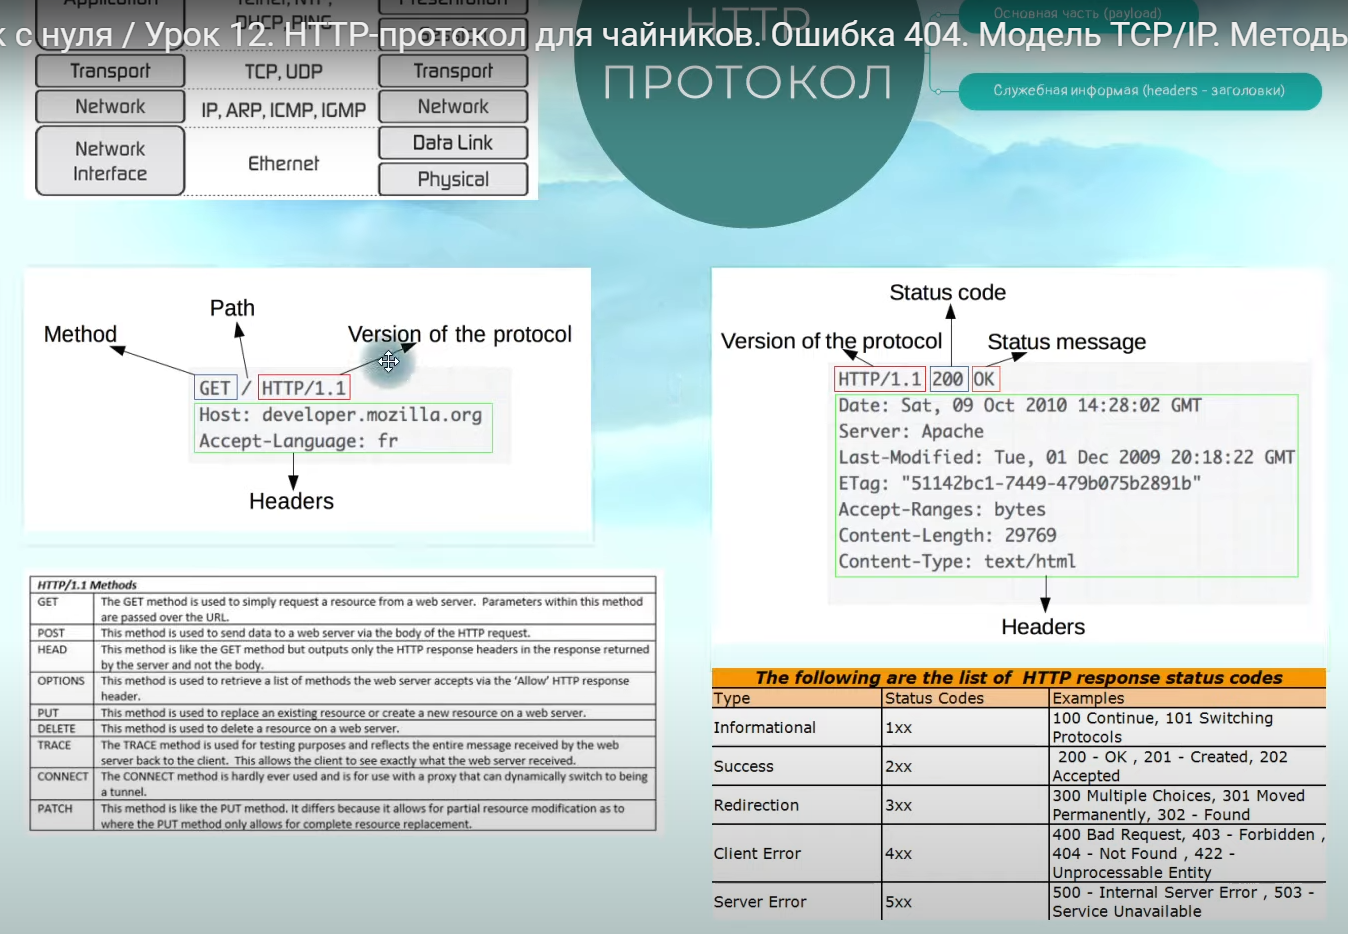 к с нуля / Урок 12. HTTP-протокол для чайников. Ошибка 404. Модель TCP/IP. Методы
Transport TCP, UDP Transport
Network IP, ARP, ICMP, IGMP Network
Network
Interface
Ethernet
Data Link
Physical
HTTP
ПРОТОКОЛ
Основная часть (payload)
Служебная информая (headers - заголовки)
Method
Path
Version of the protocol
GET / HTTP/1.1
Host: developer.mozilla.org
Accept-Language: fr
Headers
Status code
Version of the protocol
Status message
HTTP/1.1 200 OK
Date: Sat, 09 Oct 2010 14:28:02 GMT
Server: Apache
Last-Modified: Tue, 01 Dec 2009 20:18:22 GMT
ETag: "51142bc1-7449-479b075b2891b"
Accept-Ranges: bytes
Content-Length: 29769
Content-Type: text/html
Headers
HTTP/1.1 Methods
GET The GET method is used to simply request a resource from a web server. Parameters within this method
are passed over the URL.
POST This method is used to send data to a web server via the body of the HTTP request.
HEAD This method is like the GET method but outputs only the HTTP response headers in the response returned
by the server and not the body.
OPTIONS This method is used to retrieve a list of methods the web server accepts via the 'Allow' HTTP response
header.
PUT This method is used to replace an existing resource or create a new resource on a web server.
DELETE This method is used to delete a resource on a web server.
TRACE The TRACE method is used for testing purposes and reflects the entire message received by the web
server back to the client. This allows the client to see exactly what the web server received.
CONNECT The CONNECT method is hardly ever used and is for use with a proxy that can dynamically switch to being
a tunnel.
PATCH This method is like the PUT method. It differs because it allows for partial resource modification as to
where the PUT method only allows for complete resource replacement.
The following are the list of HTTP response status codes
Type Status Codes Examples
Informational 1xx 100 Continue, 101 Switching
Protocols
Success 2xx 200 - OK , 201 - Created, 202
Accepted
Redirection 3xx 300 Multiple Choices, 301 Moved
Permanently, 302 - Found
Client Error 4xx 400 Bad Request, 403 - Forbidden ,
404 - Not Found , 422 -
Unprocessable Entity
Server Error 5xx 500 - Internal Server Error , 503 -
Service Unavailable